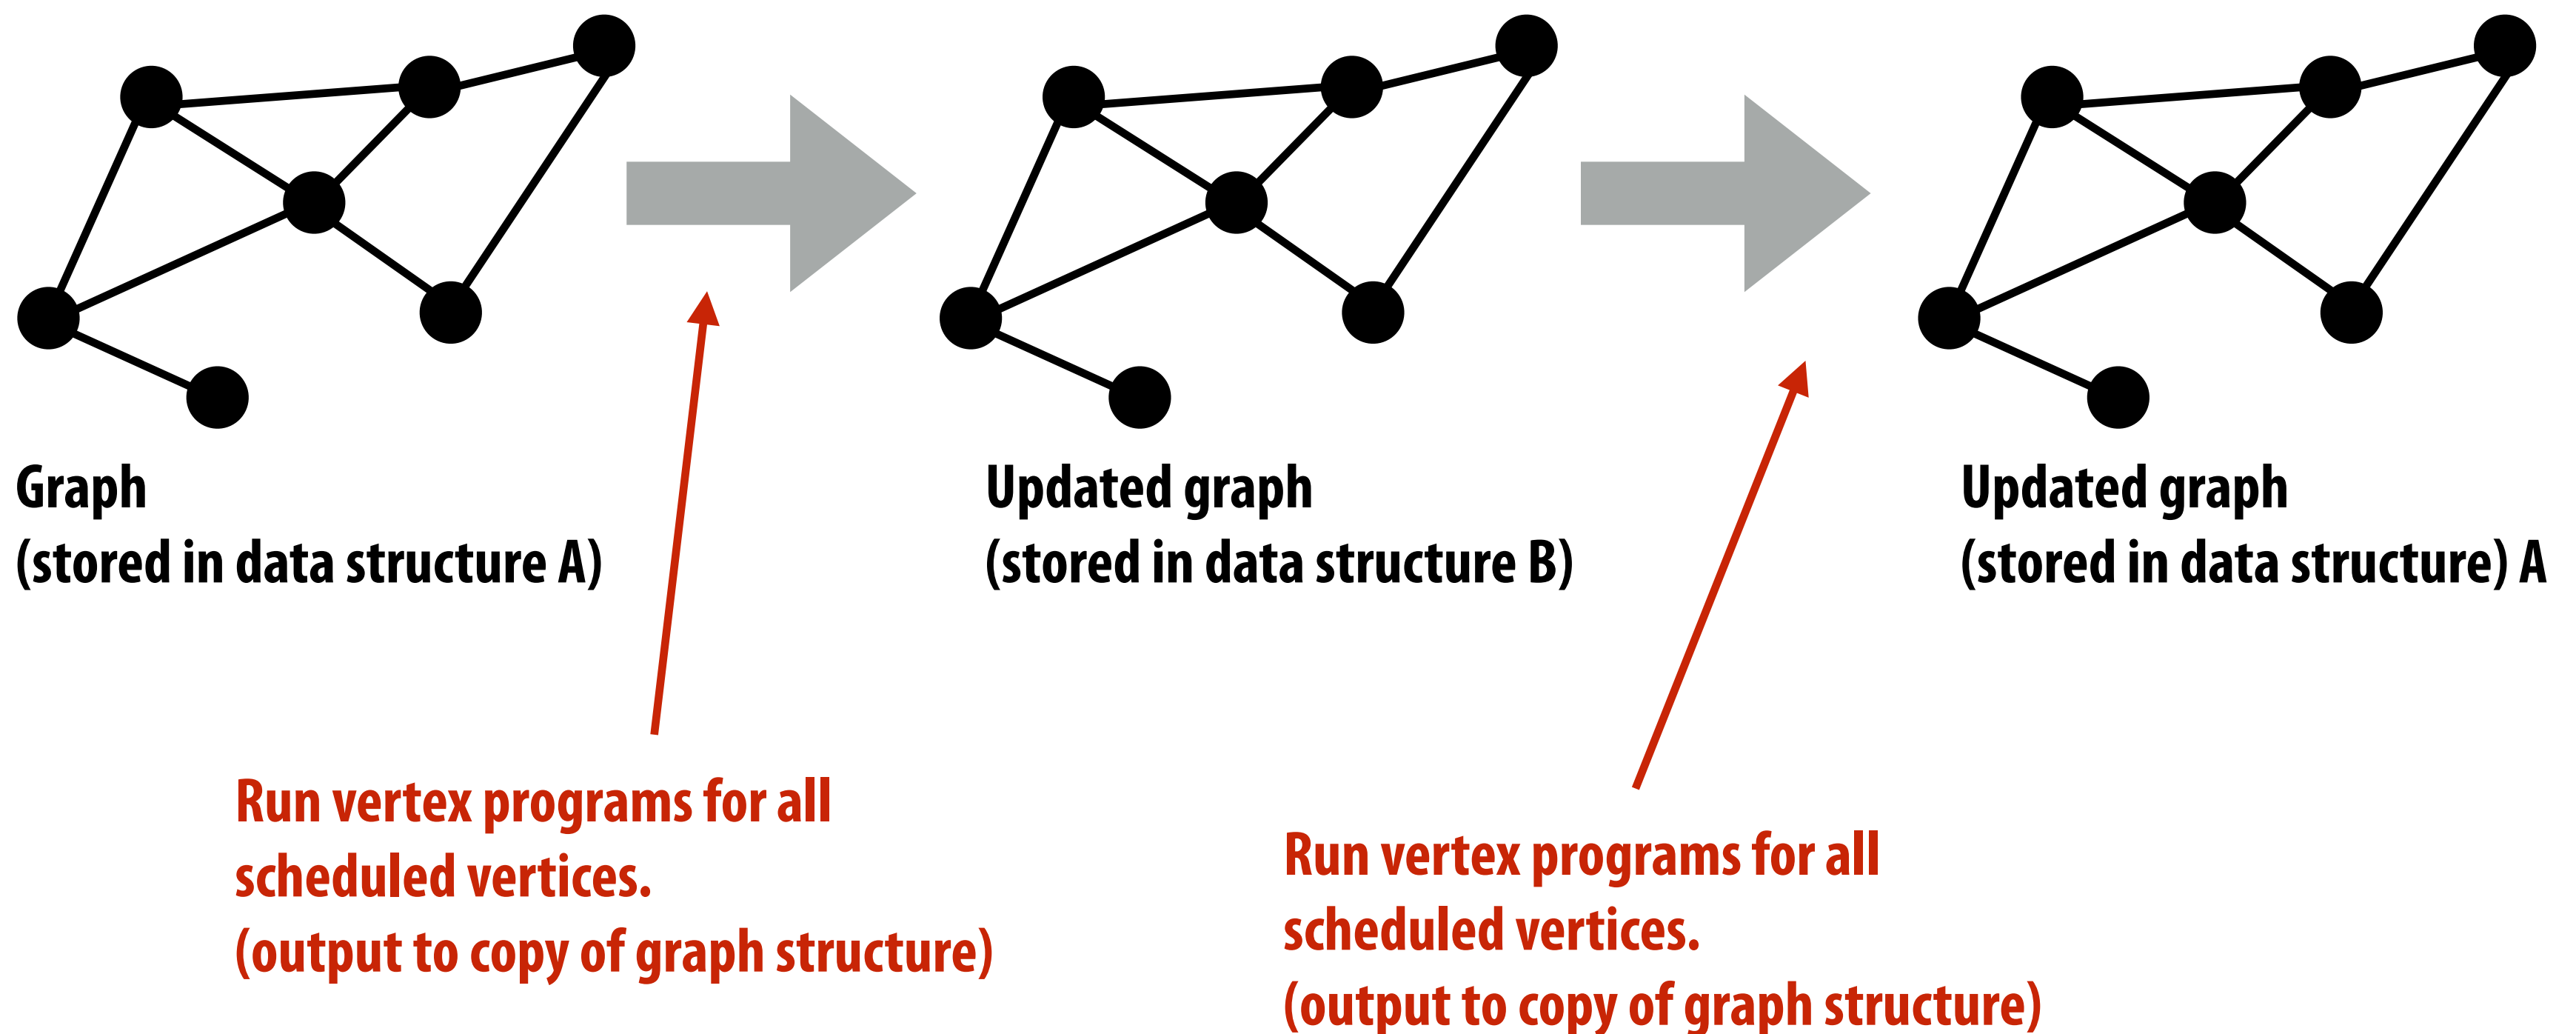 Graph
(stored in data structure A)
Updated graph
(stored in data structure B)
Updated graph
(stored in data structure) A
Run vertex programs for all
scheduled vertices.
(output to copy of graph structure)
Run vertex programs for all
scheduled vertices.
(output to copy of graph structure)